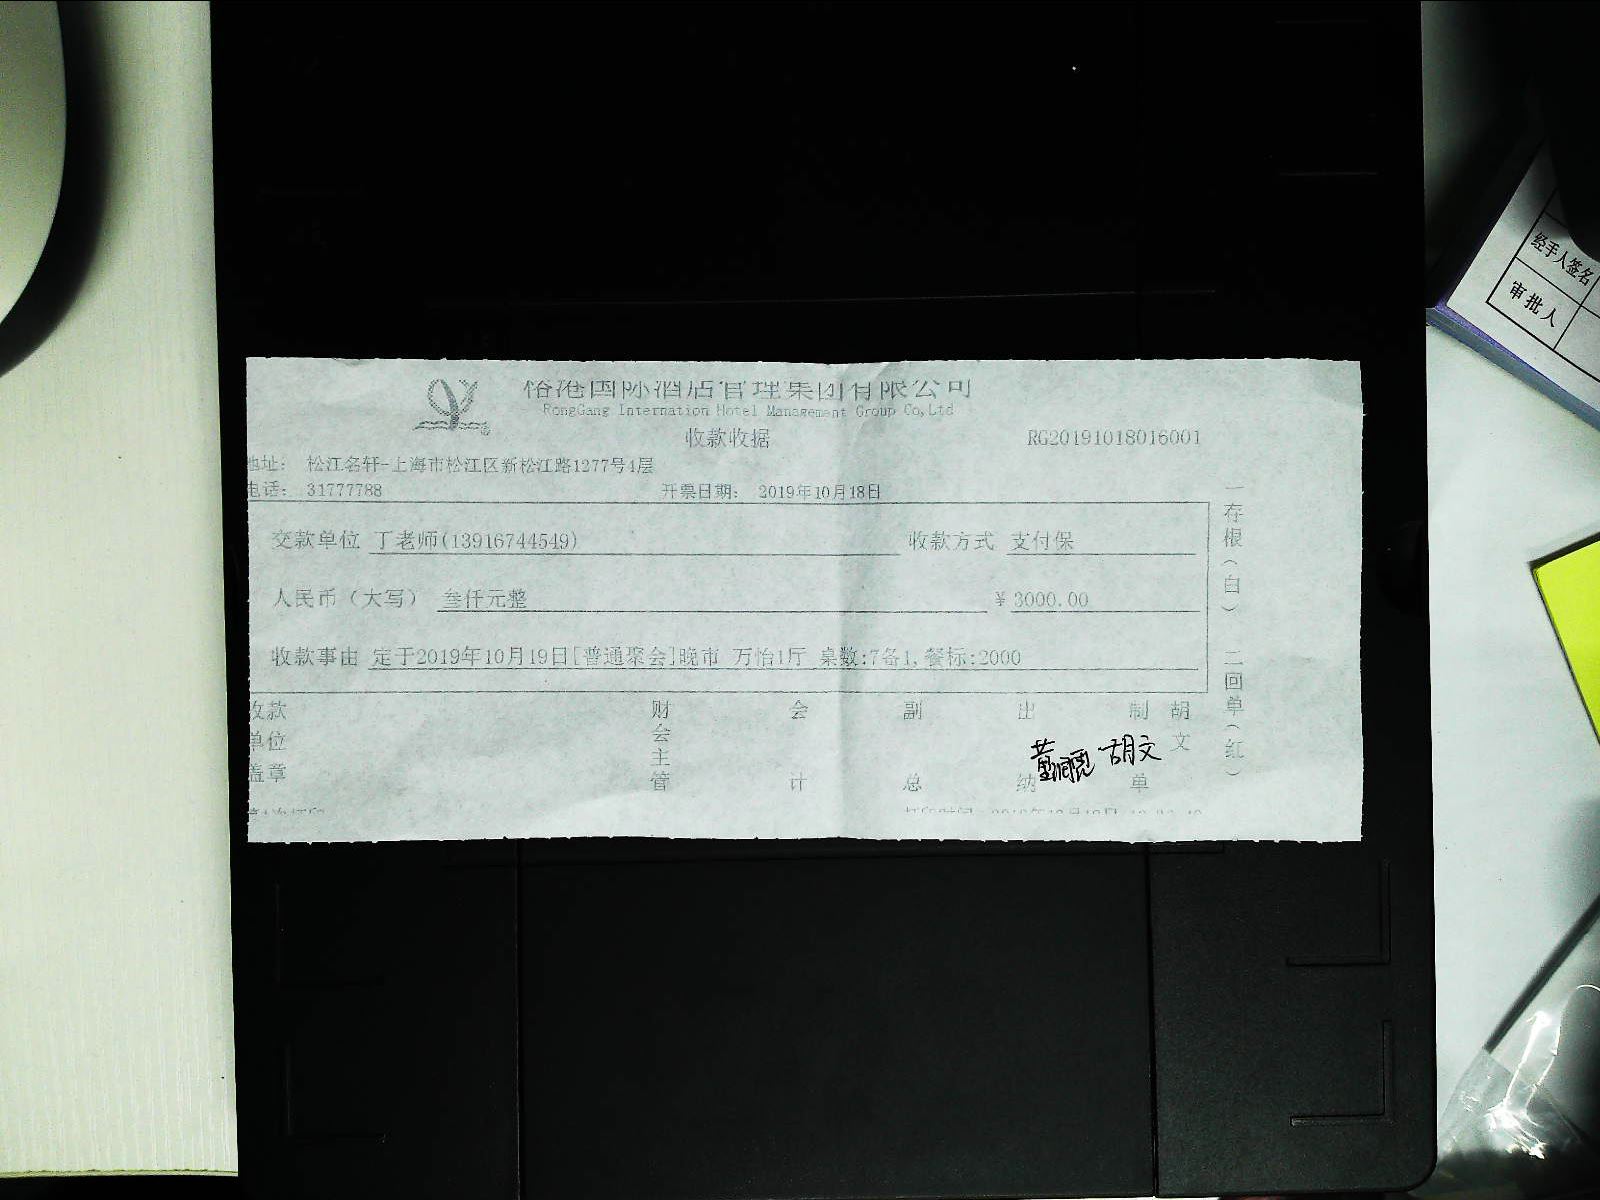 国际酒店管理集团有限公司
RongGang Internation Hotel Management Group Co,Ltd
收款收据
RG20191018016001
地址： 松江名轩-上海市松江区新松江路1277号4层
电话： 31777788
开票日期： 2019年10月18日
交款单位 丁老师(13916744549)
收款方式 支付保
人民币（大写） 叁仟元整
¥3000.00
收款事由 定于2019年10月19日[普通聚会]晚市 万怡1厅 桌数:7备1,餐标:2000
收款单位盖章
财会主管
会计
副总
出纳
制单
胡文
胡文
一存根（白） 二回单（红）
经手人签名
审批人